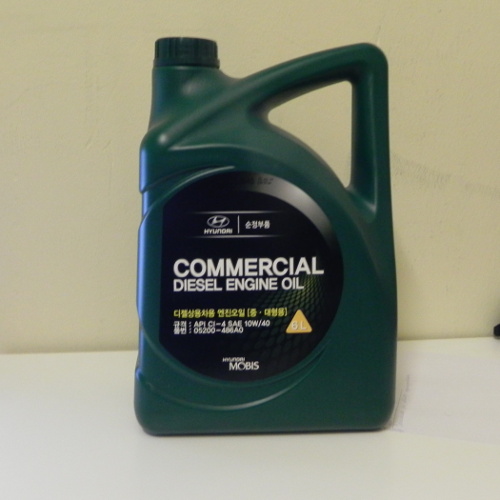 HYUNDAI
순정부품
COMMERCIAL
DIESEL ENGINE OIL
디젤상용차용 엔진오일 [중·대형용]
규격 : API CI-4 SAE 10W/40
품번 : 05200-486A0
6L
HYUNDAI
MOBIS